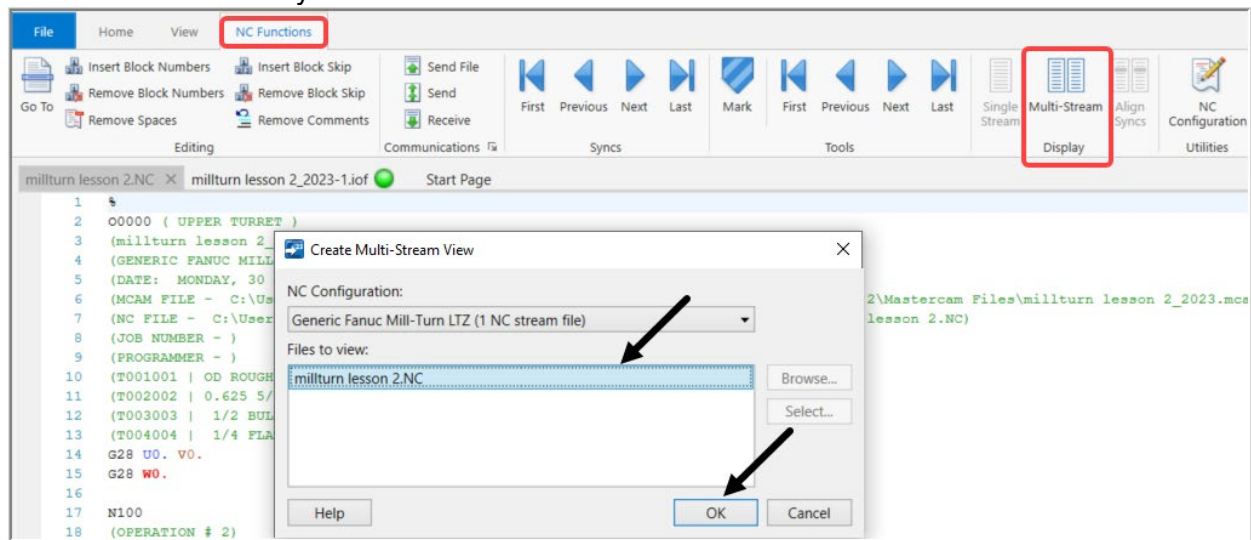 File Home View NC Functions
Insert Block Numbers Insert Block Skip Send File
Go To Remove Block Numbers Remove Block Skip Send First Previous Next Last Mark First Previous Next Last Single Stream Multi-Stream Align Syncs NC Configuration
Remove Spaces Remove Comments Receive
Editing Communications Syncs Tools Display Utilities
millturn lesson 2.NC millturn lesson 2_2023-1.iof Start Page
1 %
2 O0000 ( UPPER TURRET )
3 (millturn lesson 2_
4 (GENERIC FANUC MILL
5 (DATE: MONDAY, 30
6 (MCAM FILE - C:\Us 2\Mastercam Files\millturn lesson 2_2023.mca
7 (NC FILE - C:\User lesson 2.NC)
8 (JOB NUMBER - )
9 (PROGRAMMER - )
10 (T001001 | OD ROUGH
11 (T002002 | 0.625 5/
12 (T003003 | 1/2 BUL
13 (T004004 | 1/4 FLA
14 G28 U0. V0.
15 G28 W0.
16
17 N100
18 (OPERATION # 2)
Create Multi-Stream View
NC Configuration:
Generic Fanuc Mill-Turn LTZ (1 NC stream file)
Files to view:
millturn lesson 2.NC
Browse...
Select...
Help OK Cancel